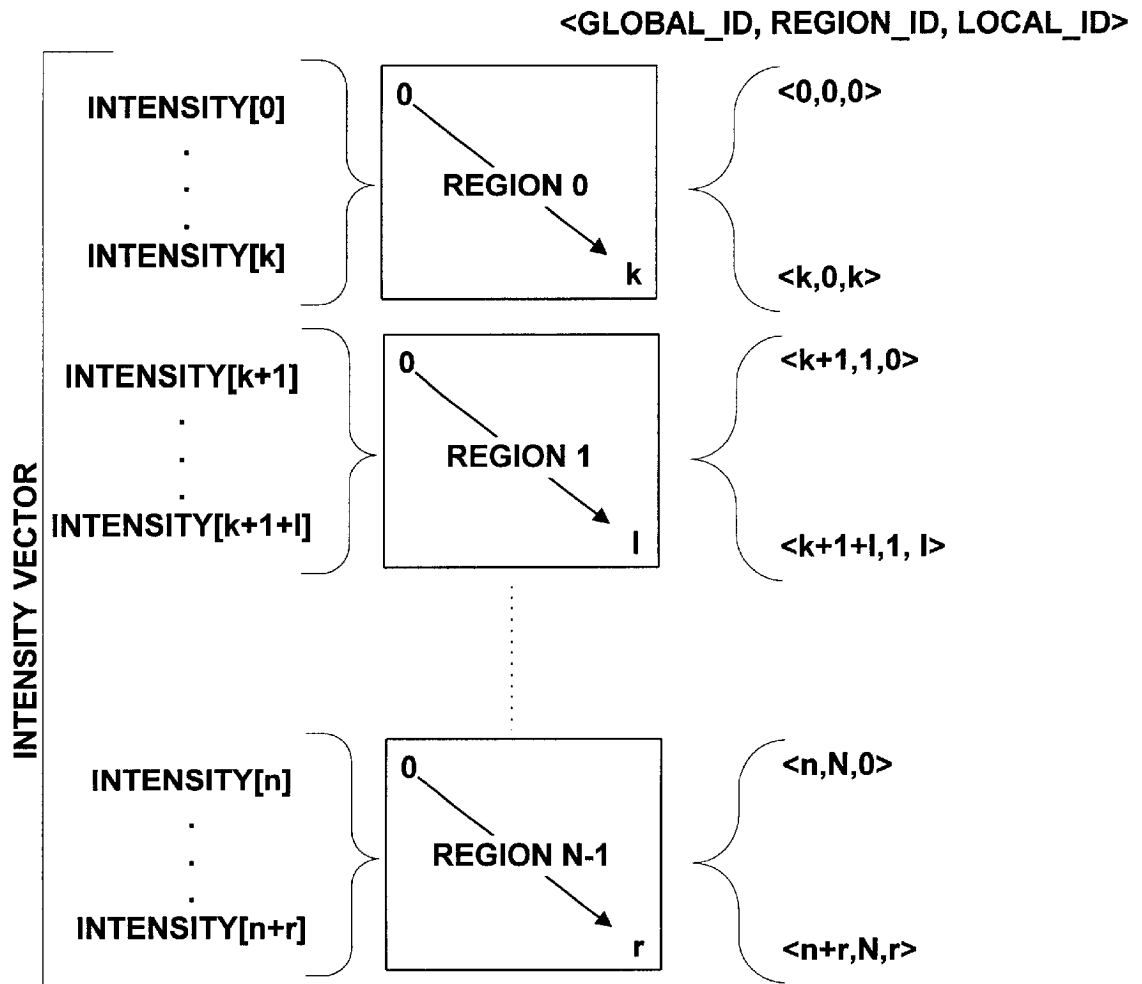 <GLOBAL_ID, REGION_ID, LOCAL_ID>
INTENSITY VECTOR
INTENSITY[0]
.
.
.
INTENSITY[k]
0
REGION 0
k
<0,0,0>
<k,0,k>
INTENSITY[k+1]
.
.
.
INTENSITY[k+1+l]
0
REGION 1
l
<k+1,1,0>
<k+1+l,1, l>
INTENSITY[n]
.
.
.
INTENSITY[n+r]
0
REGION N-1
r
<n,N,0>
<n+r,N,r>